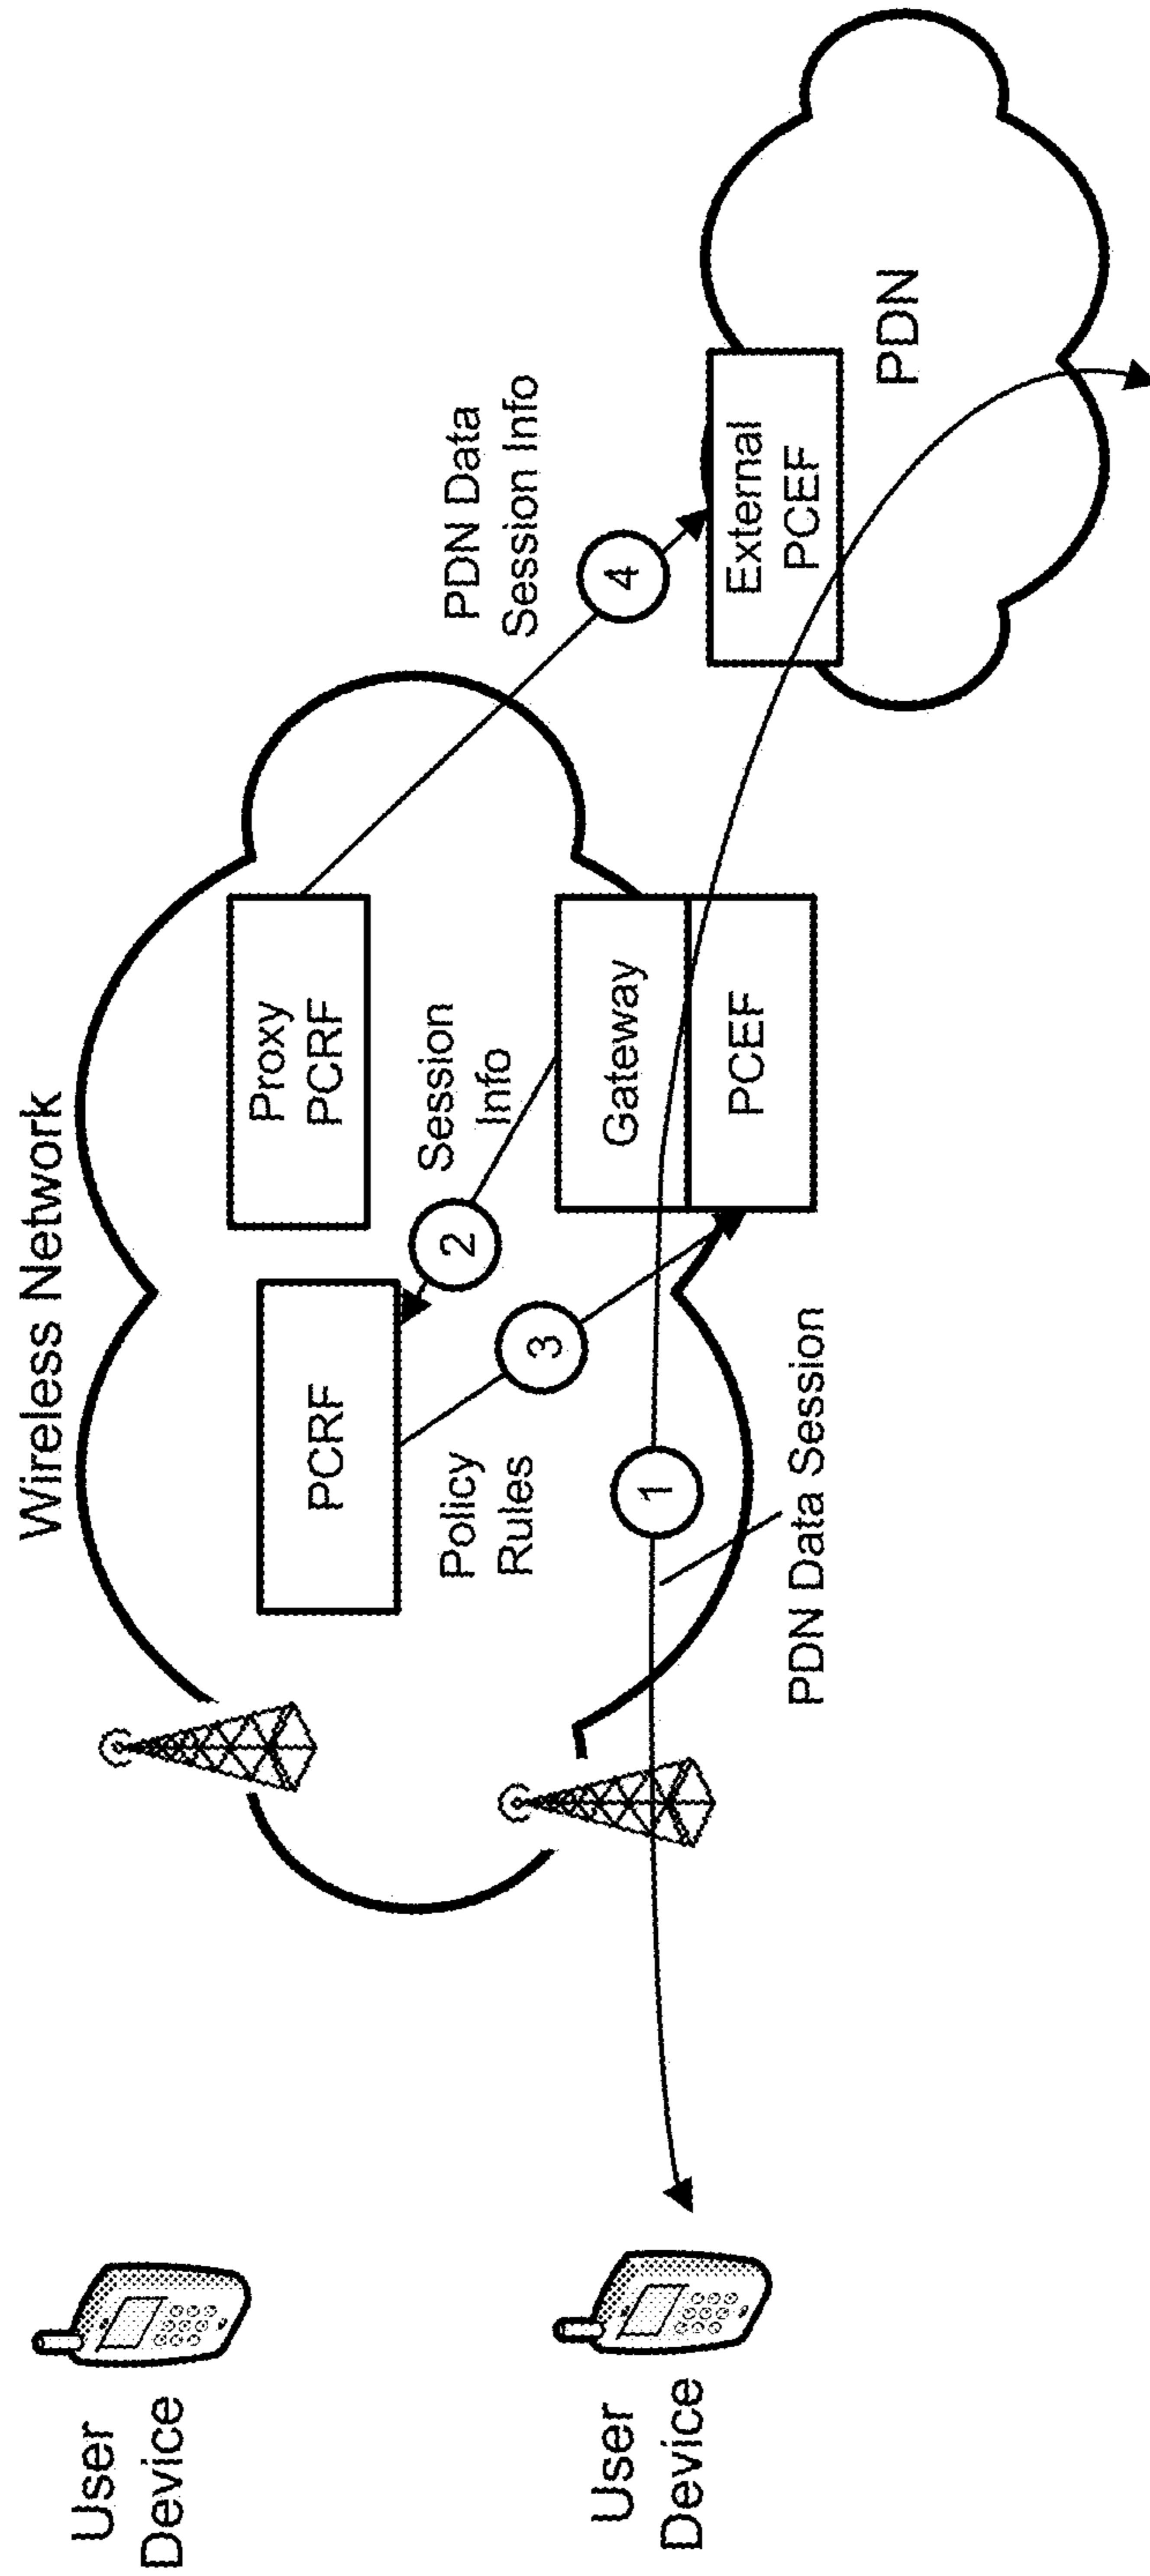 Wireless Network
User
Device
PCRF
Proxy
PCRF
PDN Data
Session Info
4
2
Session
Info
Policy
Rules
3
User
Device
1
Gateway
PCEF
External
PCEF
PDN
PDN Data Session